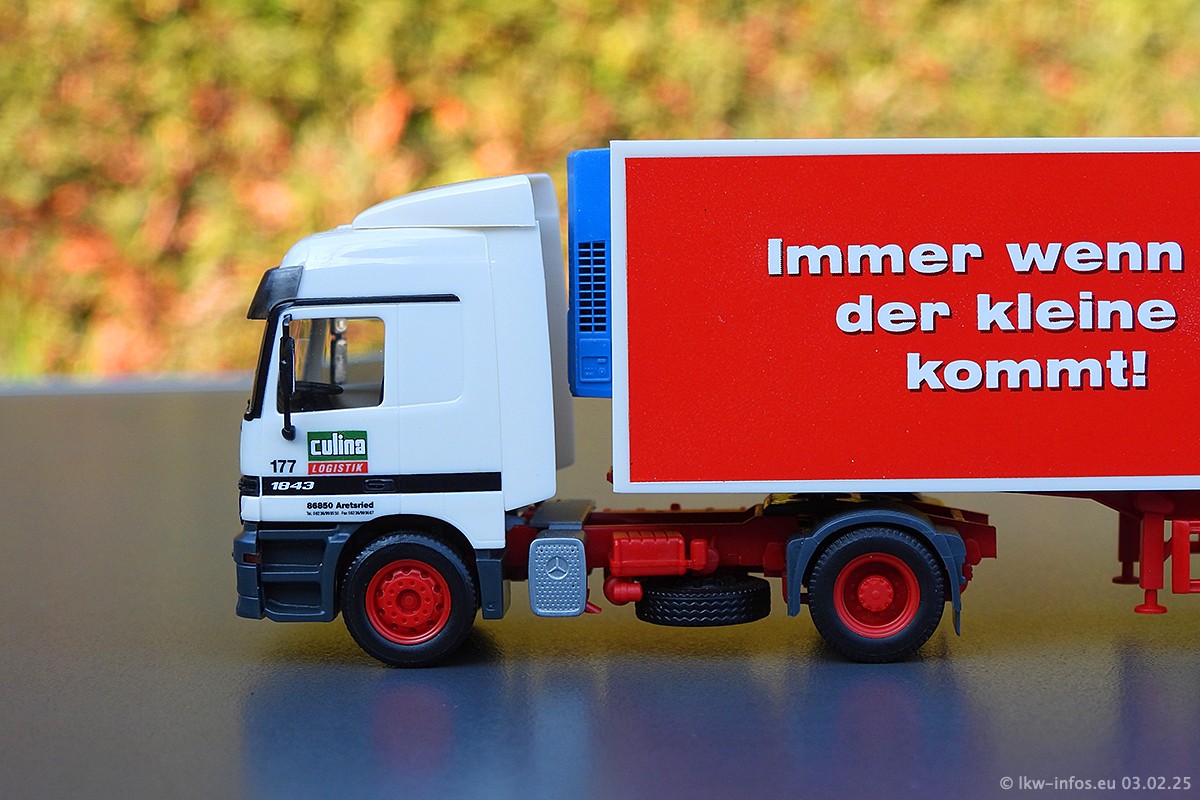 Immer wenn
der kleine
kommt!
culina
LOGISTIK
177
1843
86850 Aretsried
© lkw-infos.eu 03.02.25